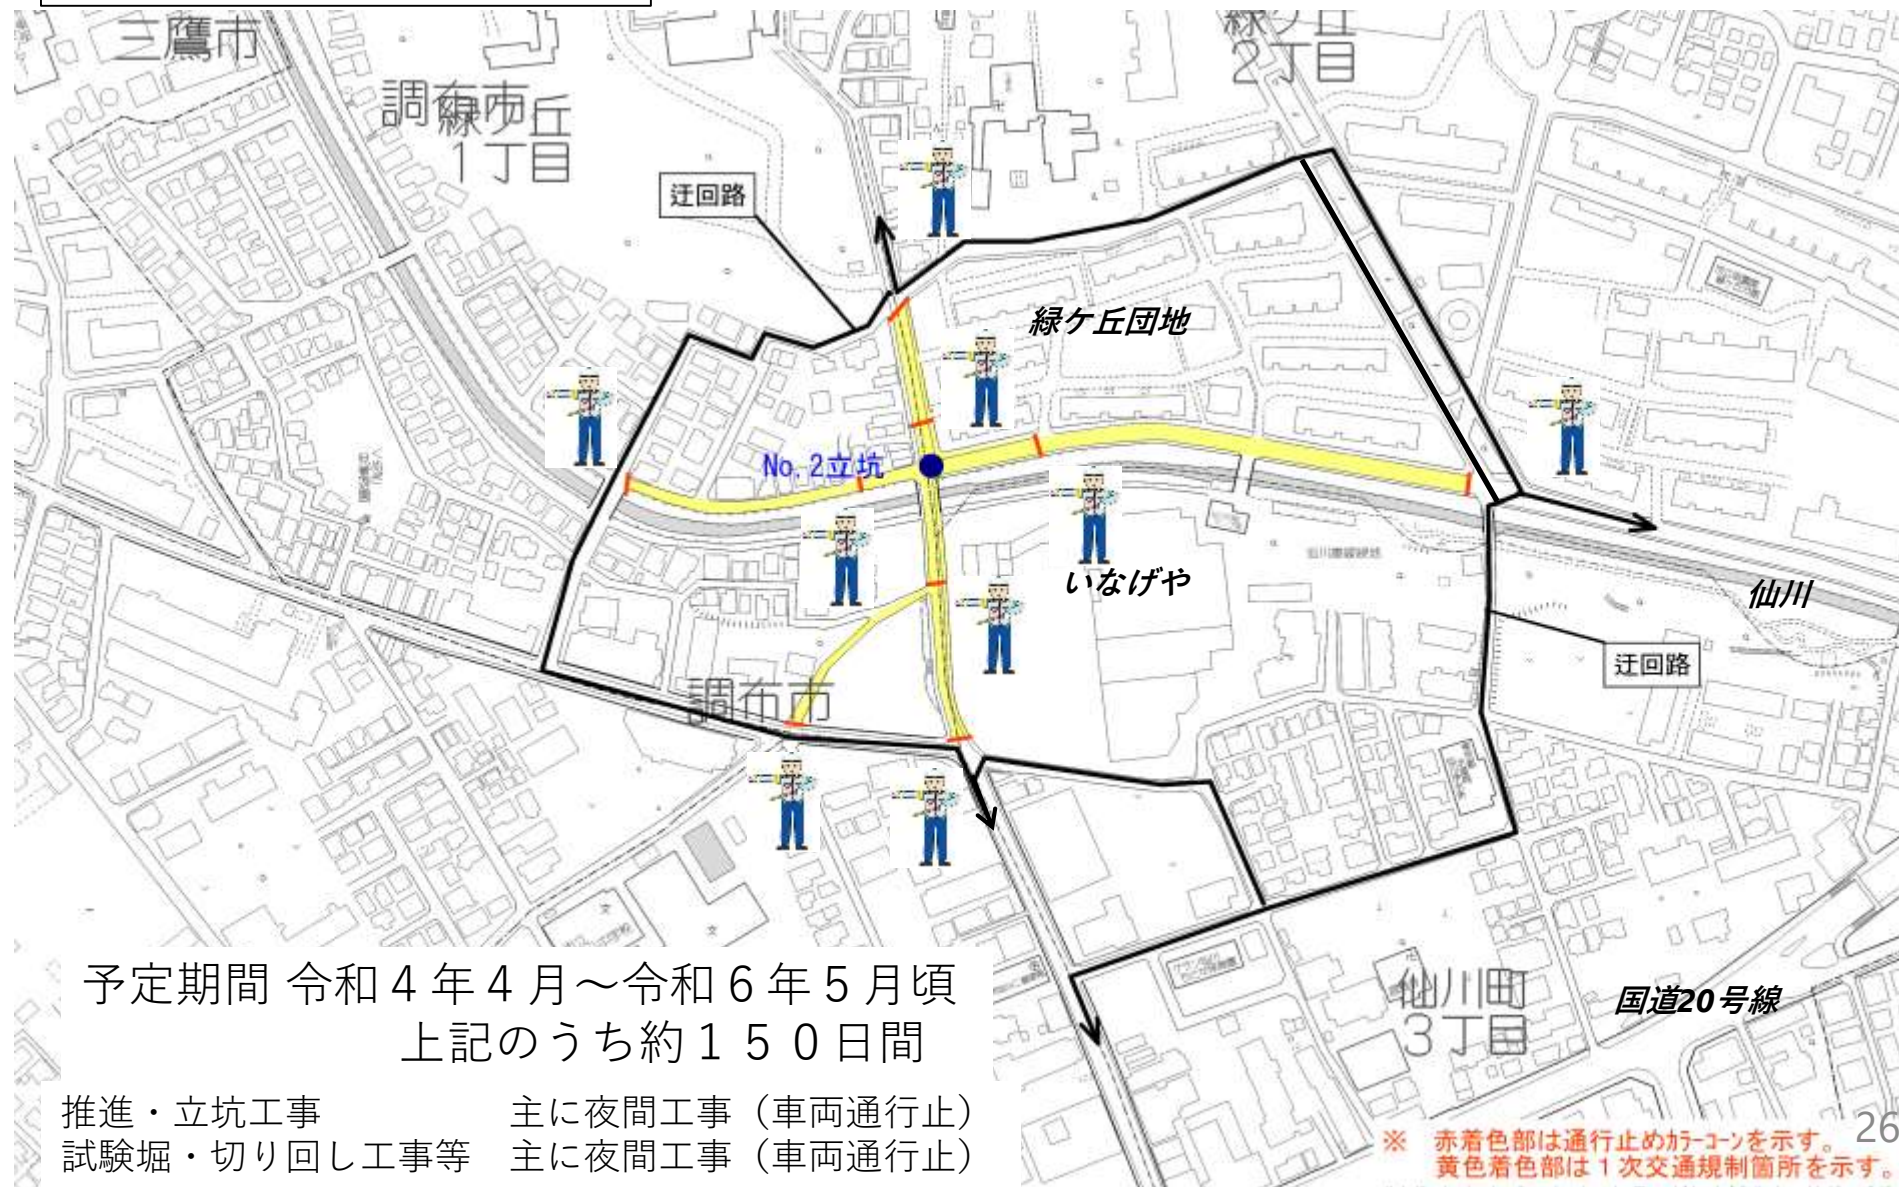 三鷹市
緑ケ丘
2丁目
調布市
緑ケ丘
1丁目
迂回路
緑ケ丘団地
No. 2立坑
いなげや
仙川
迂回路
調布市
仙川町
3丁目
国道20号線
予定期間 令和４年４月～令和６年５月頃
上記のうち約１５０日間
推進・立坑工事　主に夜間工事（車両通行止）
試験堀・切り回し工事等　主に夜間工事（車両通行止）
※　赤着色部は通行止めｶﾗｰｺｰﾝを示す。
黄色着色部は１次交通規制箇所を示す。
26